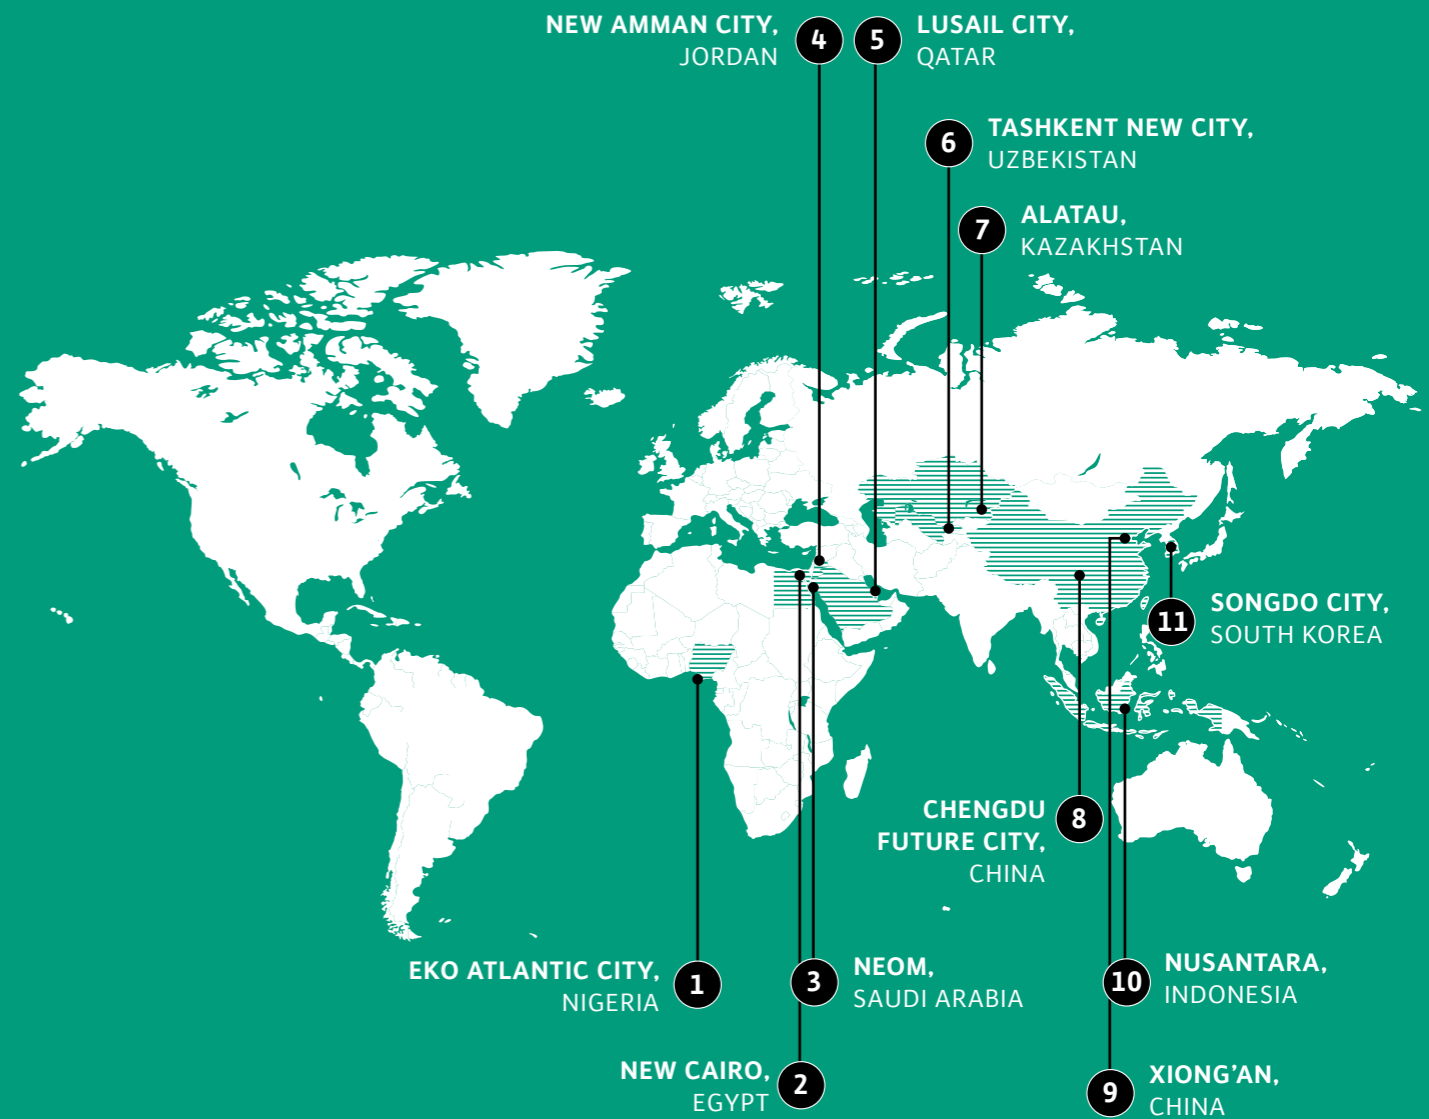 NEW AMMAN CITY,
JORDAN
4
5
LUSAIL CITY,
QATAR
6
TASHKENT NEW CITY,
UZBEKISTAN
7
ALATAU,
KAZAKHSTAN
11
SONGDO CITY,
SOUTH KOREA
CHENGDU
FUTURE CITY,
CHINA
8
EKO ATLANTIC CITY,
NIGERIA
1
3
NEOM,
SAUDI ARABIA
10
NUSANTARA,
INDONESIA
NEW CAIRO,
EGYPT
2
9
XIONG'AN,
CHINA